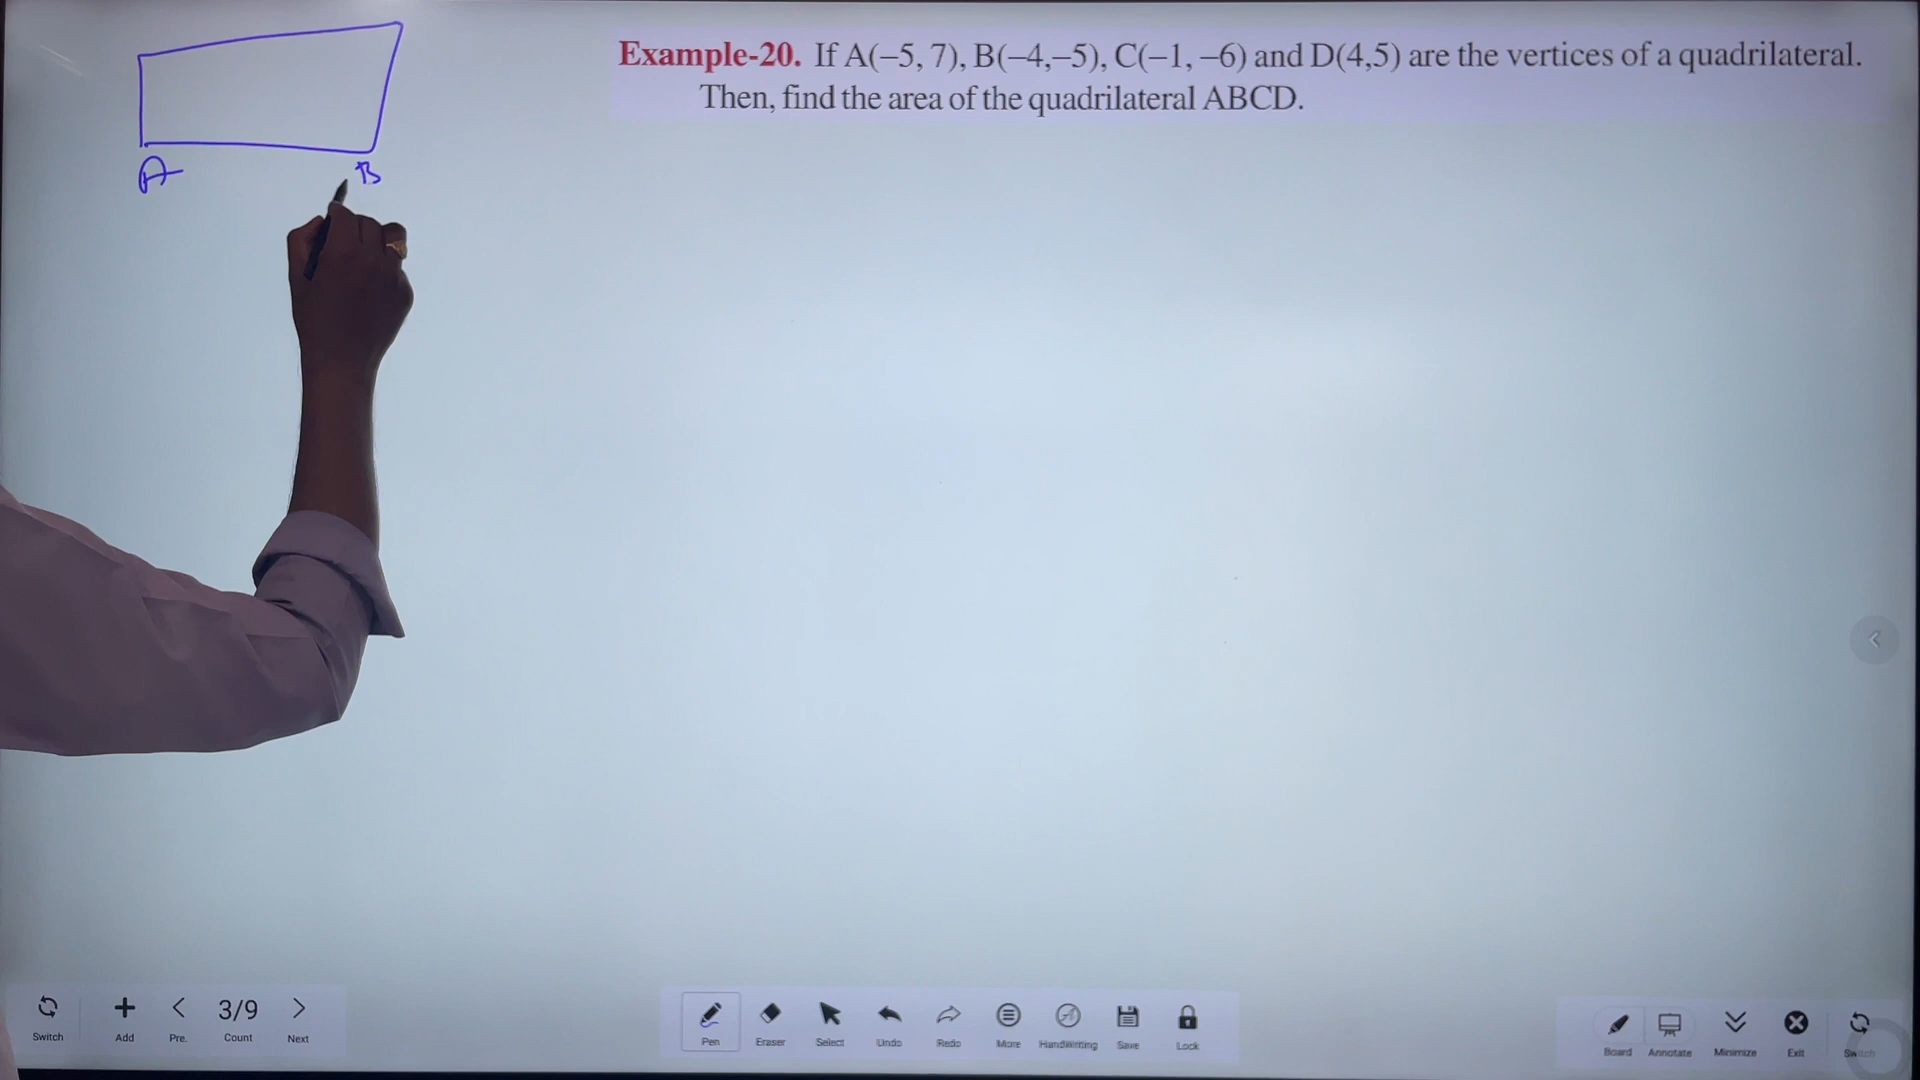 Example-20. If A(−5, 7), B(−4,−5), C(−1, −6) and D(4,5) are the vertices of a quadrilateral.
Then, find the area of the quadrilateral ABCD.
A B
Switch Add Pre. 3/9 Count Next
Pen Eraser Select Undo Redo More HandWriting Save Lock
Board Annotate Minimize Exit Switch